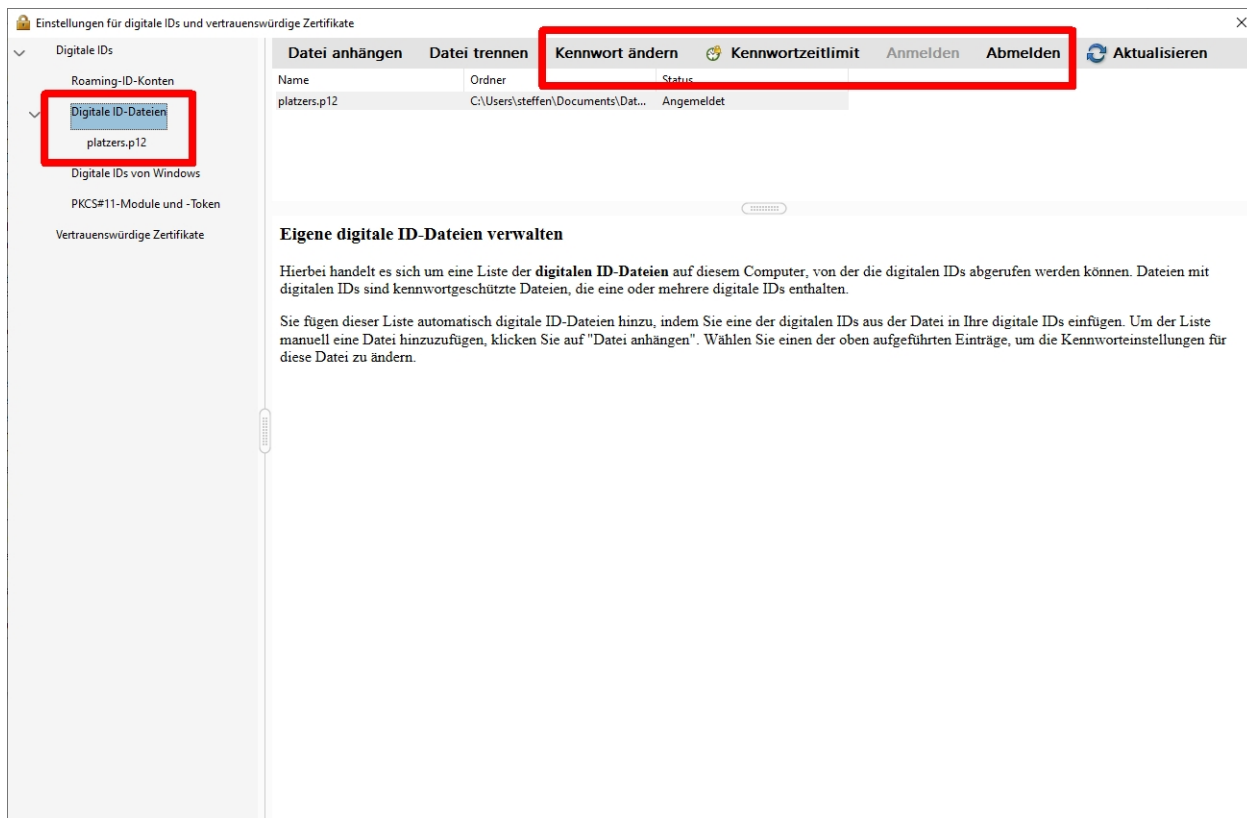 Einstellungen für digitale IDs und vertrauenswürdige Zertifikate
Digitale IDs
Roaming-ID-Konten
Digitale ID-Dateien
platzers.p12
Digitale IDs von Windows
PKCS#11-Module und -Token
Vertrauenswürdige Zertifikate
Datei anhängen Datei trennen Kennwort ändern Kennwortzeitlimit Anmelden Abmelden Aktualisieren
Name Ordner Status
platzers.p12 C:\Users\steffen\Documents\Dat... Angemeldet
Eigene digitale ID-Dateien verwalten
Hierbei handelt es sich um eine Liste der digitalen ID-Dateien auf diesem Computer, von der die digitalen IDs abgerufen werden können. Dateien mit
digitalen IDs sind kennwortgeschützte Dateien, die eine oder mehrere digitale IDs enthalten.
Sie fügen dieser Liste automatisch digitale ID-Dateien hinzu, indem Sie eine der digitalen IDs aus der Datei in Ihre digitale IDs einfügen. Um der Liste
manuell eine Datei hinzuzufügen, klicken Sie auf "Datei anhängen". Wählen Sie einen der oben aufgeführten Einträge, um die Kennworteinstellungen für
diese Datei zu ändern.